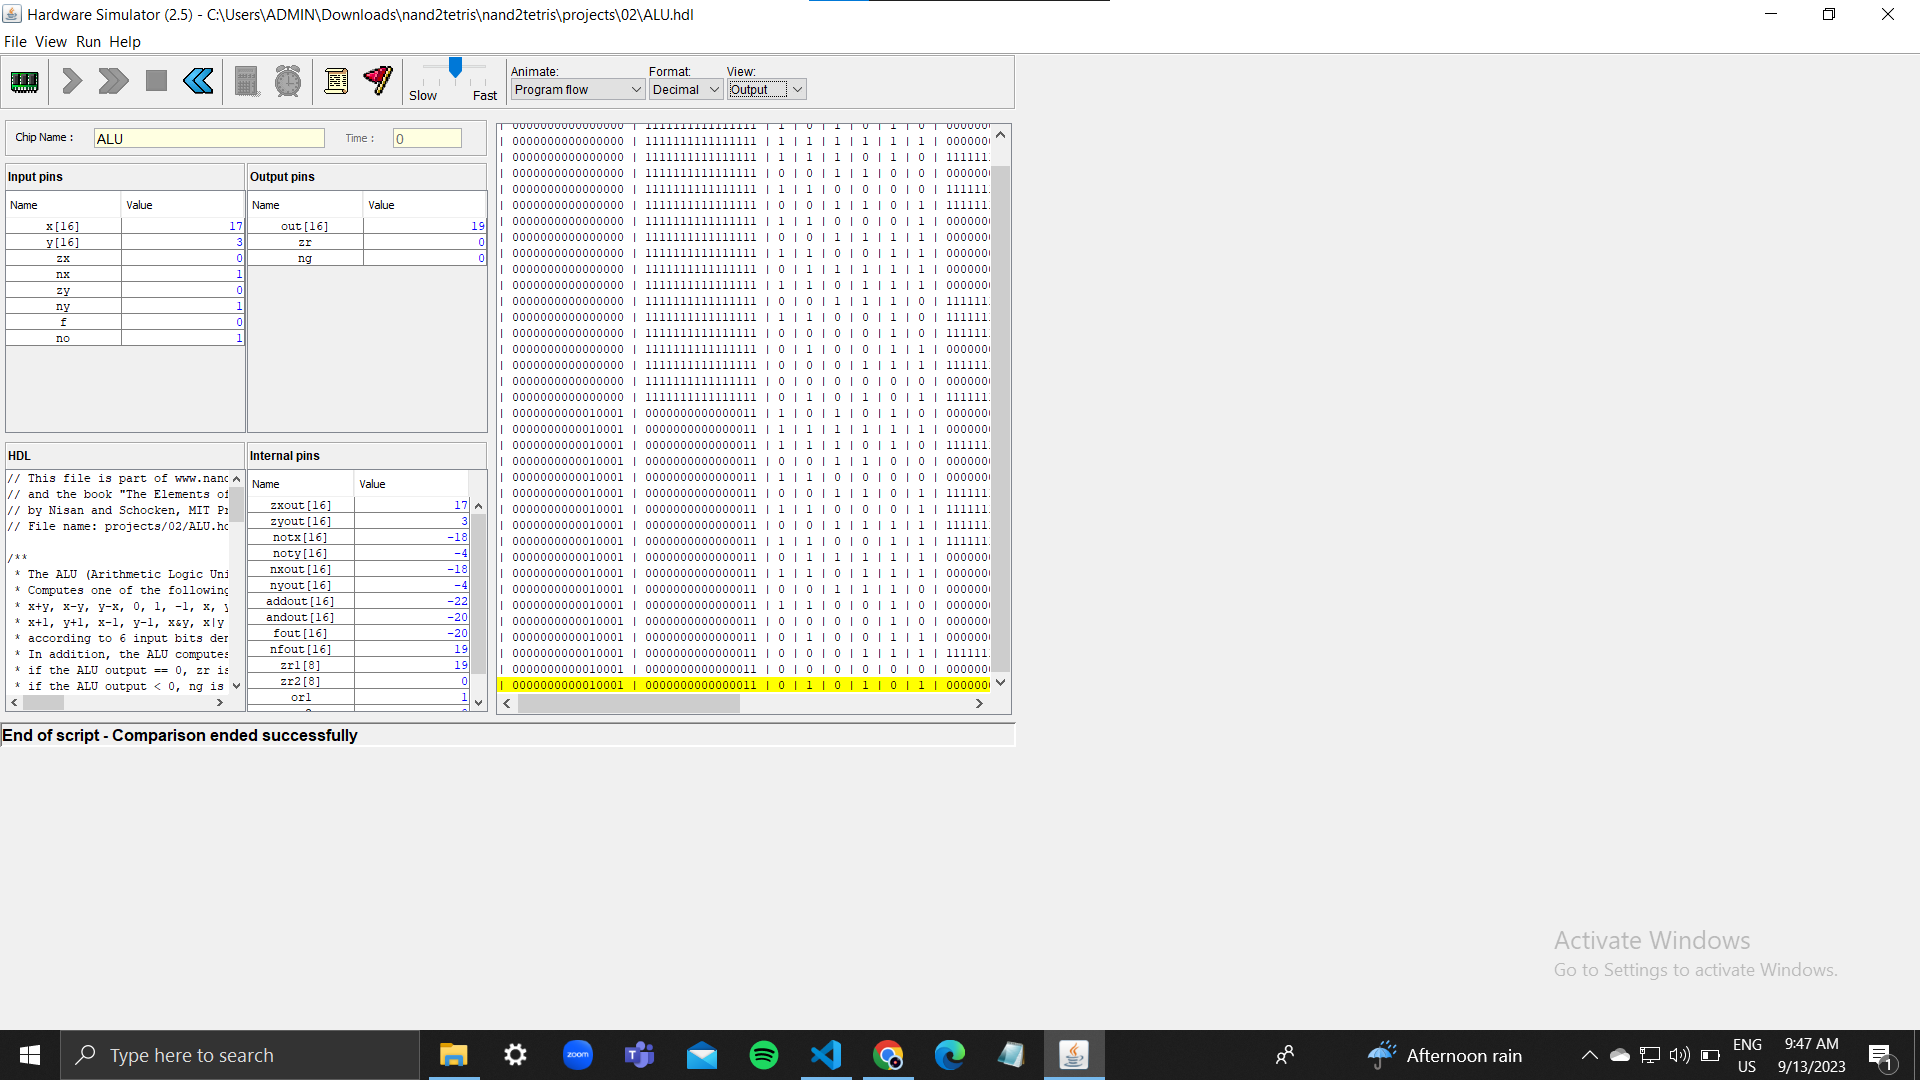 Hardware Simulator (2.5) - C:\Users\ADMIN\Downloads\nand2tetris\nand2tetris\projects\02\ALU.hdl
File View Run Help
Slow Fast
Animate: Format: View:
Program flow Decimal Output
Chip Name : ALU Time : 0
Input pins
Name Value
x[16] 17
y[16] 3
zx 0
nx 1
zy 0
ny 1
f 0
no 1
Output pins
Name Value
out[16] 19
zr 0
ng 0
HDL
// This file is part of www.nand
// and the book "The Elements of
// by Nisan and Schocken, MIT Pr
// File name: projects/02/ALU.hd
/**
* The ALU (Arithmetic Logic Uni
* Computes one of the following
* x+y, x-y, y-x, 0, 1, -1, x, y
* x+1, y+1, x-1, y-1, x&y, x|y
* according to 6 input bits den
* In addition, the ALU computes
* if the ALU output == 0, zr is
* if the ALU output < 0, ng is
Internal pins
Name Value
zxout[16] 17
zyout[16] 3
notx[16] -18
noty[16] -4
nxout[16] -18
nyout[16] -4
addout[16] -22
andout[16] -20
fout[16] -20
nfout[16] 19
zr1[8] 19
zr2[8] 0
or1 1
| 0000000000000000 | 1111111111111111 | 1 | 0 | 1 | 0 | 1 | 0 | 000000
| 0000000000000000 | 1111111111111111 | 1 | 1 | 1 | 1 | 1 | 1 | 000000
| 0000000000000000 | 1111111111111111 | 1 | 1 | 1 | 0 | 1 | 0 | 111111
| 0000000000000000 | 1111111111111111 | 0 | 0 | 1 | 1 | 0 | 0 | 000000
| 0000000000000000 | 1111111111111111 | 1 | 1 | 0 | 0 | 0 | 0 | 111111
| 0000000000000000 | 1111111111111111 | 0 | 0 | 1 | 1 | 0 | 1 | 111111
| 0000000000000000 | 1111111111111111 | 1 | 1 | 0 | 0 | 0 | 1 | 000000
| 0000000000000000 | 1111111111111111 | 0 | 0 | 1 | 1 | 1 | 1 | 000000
| 0000000000000000 | 1111111111111111 | 1 | 1 | 0 | 0 | 1 | 1 | 000000
| 0000000000000000 | 1111111111111111 | 0 | 1 | 1 | 1 | 1 | 1 | 000000
| 0000000000000000 | 1111111111111111 | 1 | 1 | 0 | 1 | 1 | 1 | 000000
| 0000000000000000 | 1111111111111111 | 0 | 0 | 1 | 1 | 1 | 0 | 111111
| 0000000000000000 | 1111111111111111 | 1 | 1 | 0 | 0 | 1 | 0 | 111111
| 0000000000000000 | 1111111111111111 | 0 | 0 | 0 | 0 | 1 | 0 | 111111
| 0000000000000000 | 1111111111111111 | 0 | 1 | 0 | 0 | 1 | 1 | 000000
| 0000000000000000 | 1111111111111111 | 0 | 0 | 0 | 1 | 1 | 1 | 111111
| 0000000000000000 | 1111111111111111 | 0 | 0 | 0 | 0 | 0 | 0 | 000000
| 0000000000000000 | 1111111111111111 | 0 | 1 | 0 | 1 | 0 | 1 | 111111
| 0000000000010001 | 0000000000000011 | 1 | 0 | 1 | 0 | 1 | 0 | 000000
| 0000000000010001 | 0000000000000011 | 1 | 1 | 1 | 1 | 1 | 1 | 000000
| 0000000000010001 | 0000000000000011 | 1 | 1 | 1 | 0 | 1 | 0 | 111111
| 0000000000010001 | 0000000000000011 | 0 | 0 | 1 | 1 | 0 | 0 | 000000
| 0000000000010001 | 0000000000000011 | 1 | 1 | 0 | 0 | 0 | 0 | 000000
| 0000000000010001 | 0000000000000011 | 0 | 0 | 1 | 1 | 0 | 1 | 111111
| 0000000000010001 | 0000000000000011 | 1 | 1 | 0 | 0 | 0 | 1 | 111111
| 0000000000010001 | 0000000000000011 | 0 | 0 | 1 | 1 | 1 | 1 | 111111
| 0000000000010001 | 0000000000000011 | 1 | 1 | 0 | 0 | 1 | 1 | 111111
| 0000000000010001 | 0000000000000011 | 0 | 1 | 1 | 1 | 1 | 1 | 000000
| 0000000000010001 | 0000000000000011 | 1 | 1 | 0 | 1 | 1 | 1 | 000000
| 0000000000010001 | 0000000000000011 | 0 | 0 | 1 | 1 | 1 | 0 | 000000
| 0000000000010001 | 0000000000000011 | 1 | 1 | 0 | 0 | 1 | 0 | 000000
| 0000000000010001 | 0000000000000011 | 0 | 0 | 0 | 0 | 1 | 0 | 000000
| 0000000000010001 | 0000000000000011 | 0 | 1 | 0 | 0 | 1 | 1 | 000000
| 0000000000010001 | 0000000000000011 | 0 | 0 | 0 | 1 | 1 | 1 | 111111
| 0000000000010001 | 0000000000000011 | 0 | 0 | 0 | 0 | 0 | 0 | 000000
| 0000000000010001 | 0000000000000011 | 0 | 1 | 0 | 1 | 0 | 1 | 000000
End of script - Comparison ended successfully
Activate Windows
Go to Settings to activate Windows.
Type here to search
zoom
Afternoon rain
ENG
US
9:47 AM
9/13/2023
1